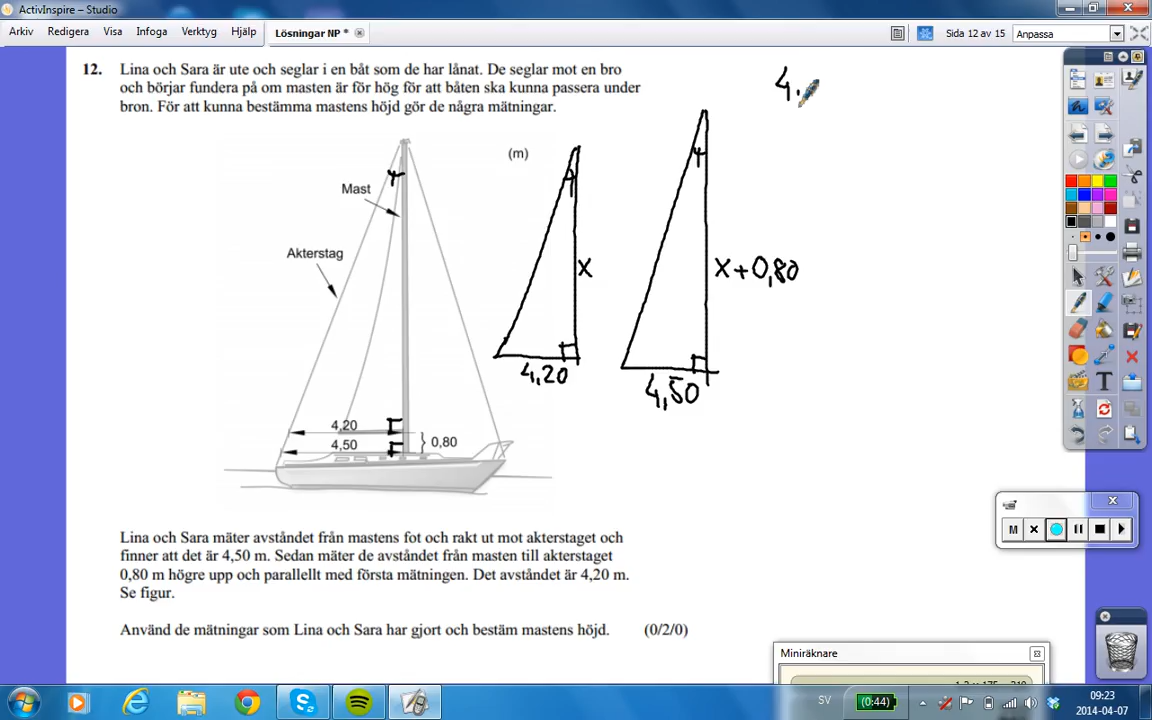 ActivInspire – Studio
Arkiv Redigera Visa Infoga Verktyg Hjälp Lösningar NP * Sida 12 av 15 Anpassa
12. Lina och Sara är ute och seglar i en båt som de har lånat. De seglar mot en bro
och börjar fundera på om masten är för hög för att båten ska kunna passera under
bron. För att kunna bestämma mastens höjd gör de några mätningar.
4.
(m)
Mast
Akterstag
x
x+0,80
4,20
4,50
4,20
4,50
0,80
Lina och Sara mäter avståndet från mastens fot och rakt ut mot akterstaget och
finner att det är 4,50 m. Sedan mäter de avståndet från masten till akterstaget
0,80 m högre upp och parallellt med första mätningen. Det avståndet är 4,20 m.
Se figur.
Använd de mätningar som Lina och Sara har gjort och bestäm mastens höjd. (0/2/0)
M
Miniräknare
SV
(0:44)
09:23
2014-04-07